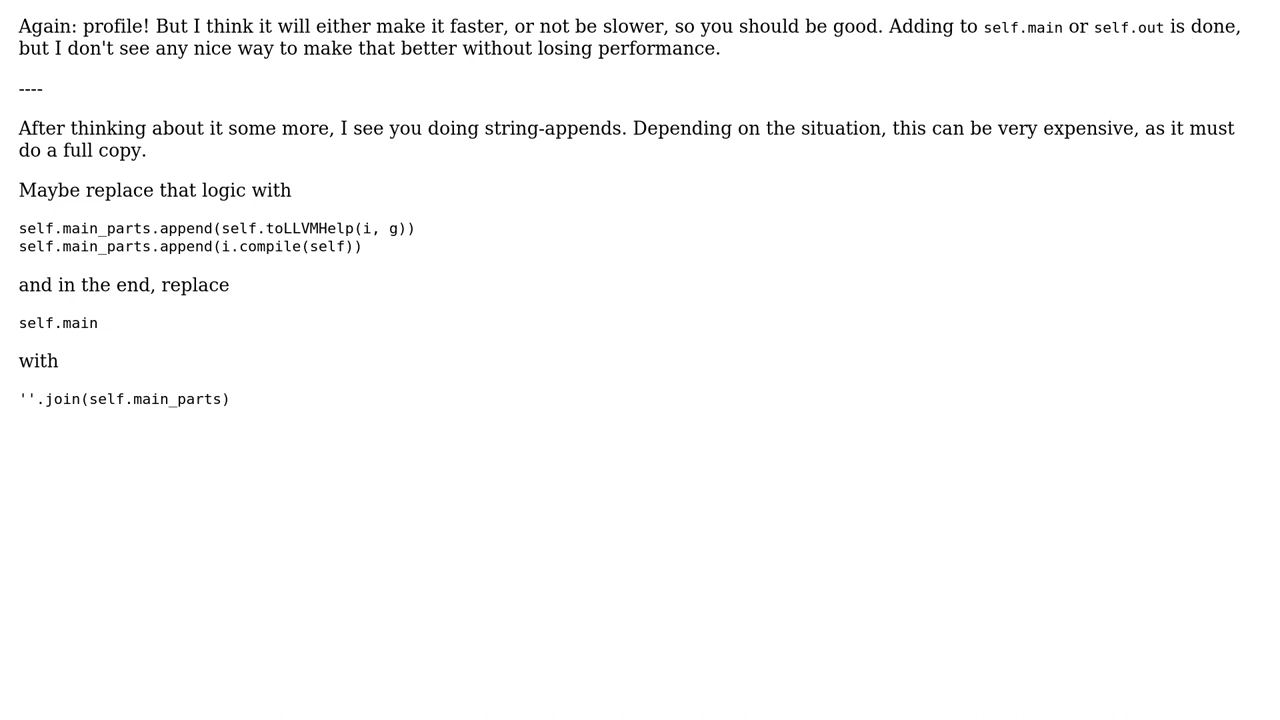 Again: profile! But I think it will either make it faster, or not be slower, so you should be good. Adding to self.main or self.out is done,
but I don't see any nice way to make that better without losing performance.
----
After thinking about it some more, I see you doing string-appends. Depending on the situation, this can be very expensive, as it must
do a full copy.
Maybe replace that logic with
self.main_parts.append(self.toLLVMHelp(i, g))
self.main_parts.append(i.compile(self))
and in the end, replace
self.main
with
''.join(self.main_parts)